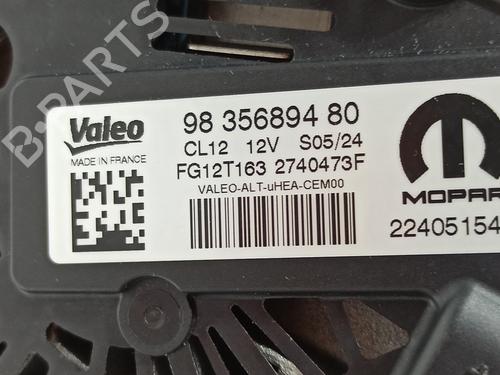 B-PARTS
Valeo
MADE IN FRANCE
98 356894 80
CL12 12V S05/24
FG12T163 2740473F
VALEO-ALT-uHEA-CEM00
MOPAR
22405154